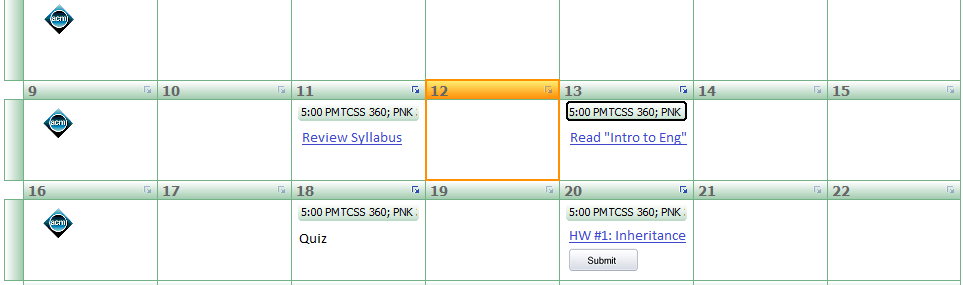 acm
9 10 11 12 13 14 15
acm
5:00 PMTCSS 360; PNK
5:00 PMTCSS 360; PNK
Review Syllabus
Read "Intro to Eng"
16 17 18 19 20 21 22
acm
5:00 PMTCSS 360; PNK
5:00 PMTCSS 360; PNK
Quiz
HW #1: Inheritance
Submit